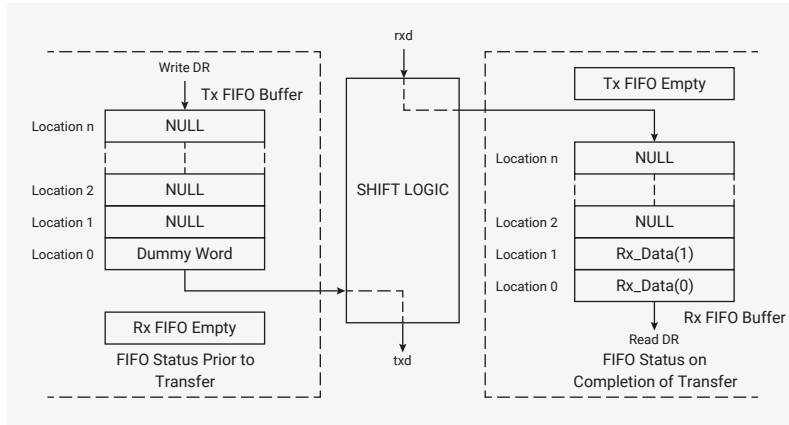 rxd
Write DR
Tx FIFO Buffer
Location n
NULL
Location 2
NULL
Location 1
NULL
Location 0
Dummy Word
Rx FIFO Empty
FIFO Status Prior to
Transfer
SHIFT LOGIC
txd
Tx FIFO Empty
Location n
NULL
Location 2
NULL
Location 1
Rx_Data(1)
Location 0
Rx_Data(0)
Rx FIFO Buffer
Read DR
FIFO Status on
Completion of Transfer